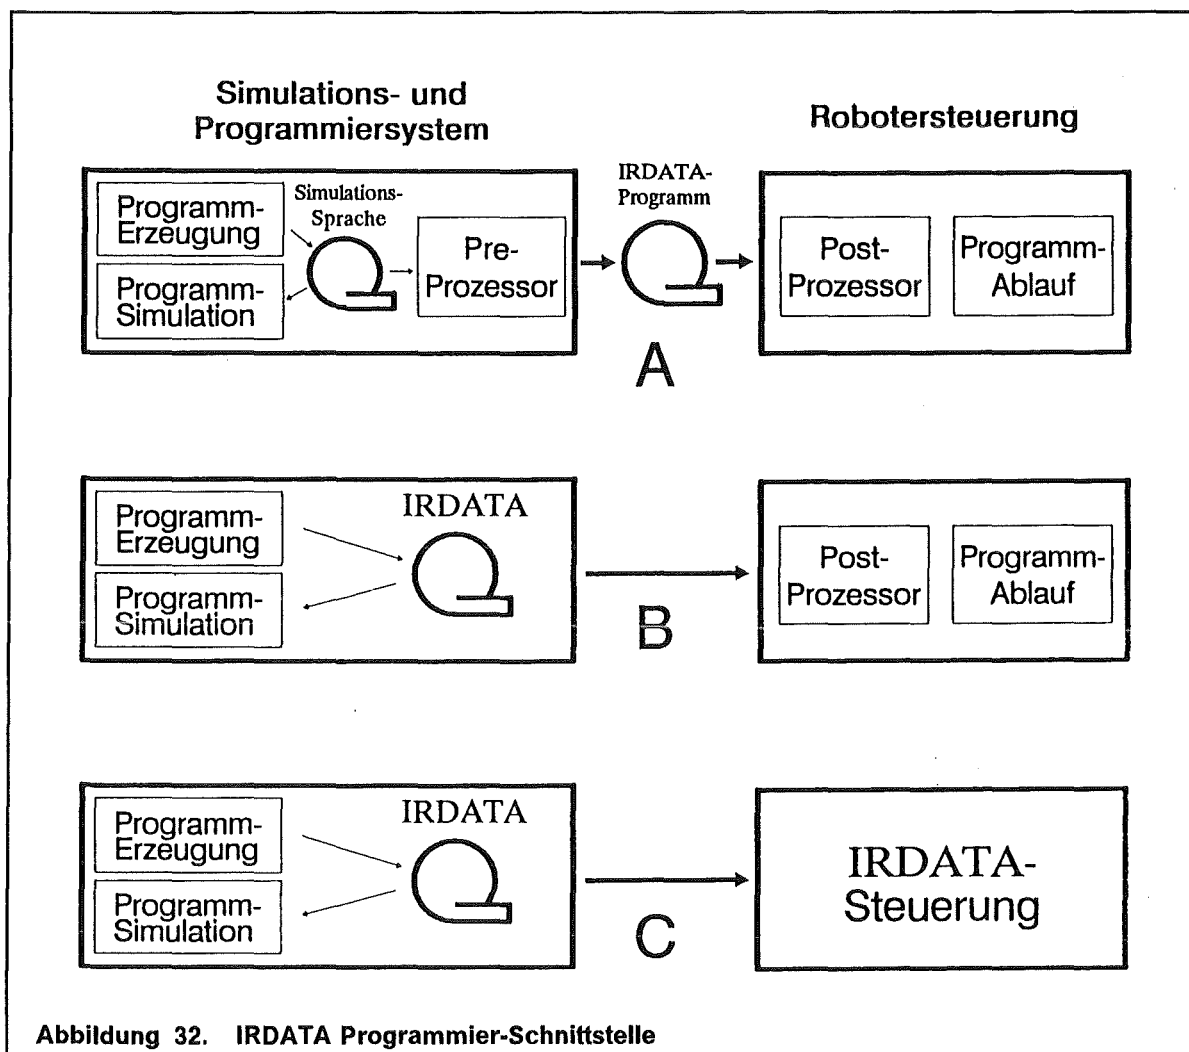 Simulations- und
Programmiersystem
Robotersteuerung
Programm-
Erzeugung
Programm-
Simulation
Simulations-
Sprache
Pre-
Prozessor
IRDATA-
Programm
A
Post-
Prozessor
Programm-
Ablauf
Programm-
Erzeugung
Programm-
Simulation
IRDATA
B
Post-
Prozessor
Programm-
Ablauf
Programm-
Erzeugung
Programm-
Simulation
IRDATA
C
IRDATA-
Steuerung
Abbildung 32. IRDATA Programmier-Schnittstelle